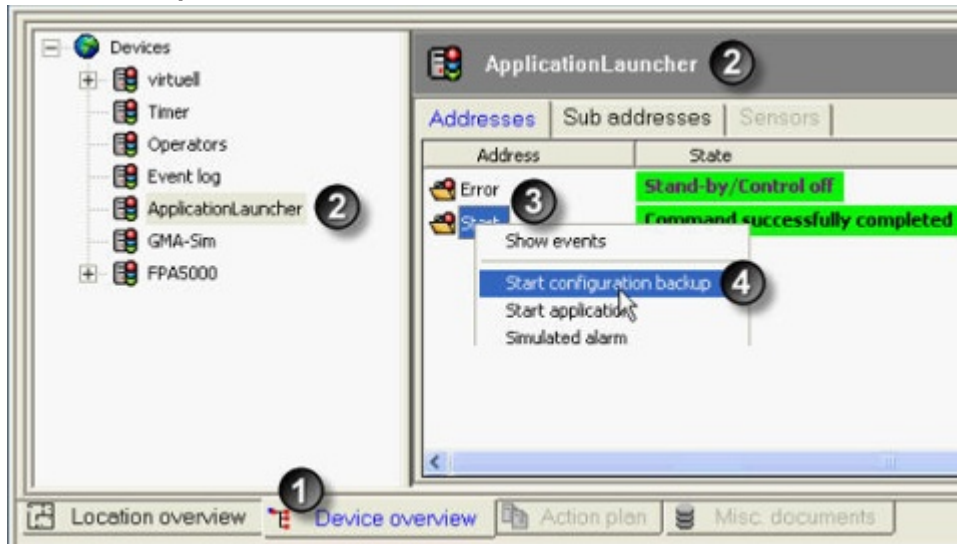 Devices
virtuell
Timer
Operators
Event log
ApplicationLauncher 2
GMA-Sim
FPA5000
ApplicationLauncher 2
Addresses Sub addresses Sensors
Address State
Error 3 Stand-by/Control off
Start Command successfully completed
Show events
Start configuration backup 4
Start application
Simulated alarm
1
Location overview Device overview Action plan Misc. documents